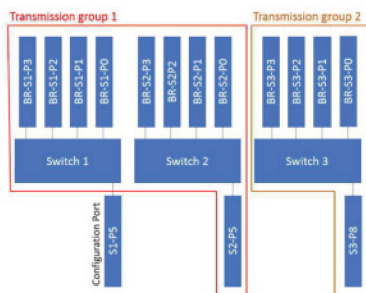 Transmission group 1
Transmission group 2
BR-S1-P3
BR-S1-P2
BR-S1-P1
BR-S1-P0
BR-S2-P3
BR-S2P2
BR-S2-P1
BR-S2-P0
BR-S3-P3
BR-S3-P2
BR-S3-P1
BR-S3-P0
Switch 1
Switch 2
Switch 3
Configuration Port
S1-P5
S2-P5
S3-P8